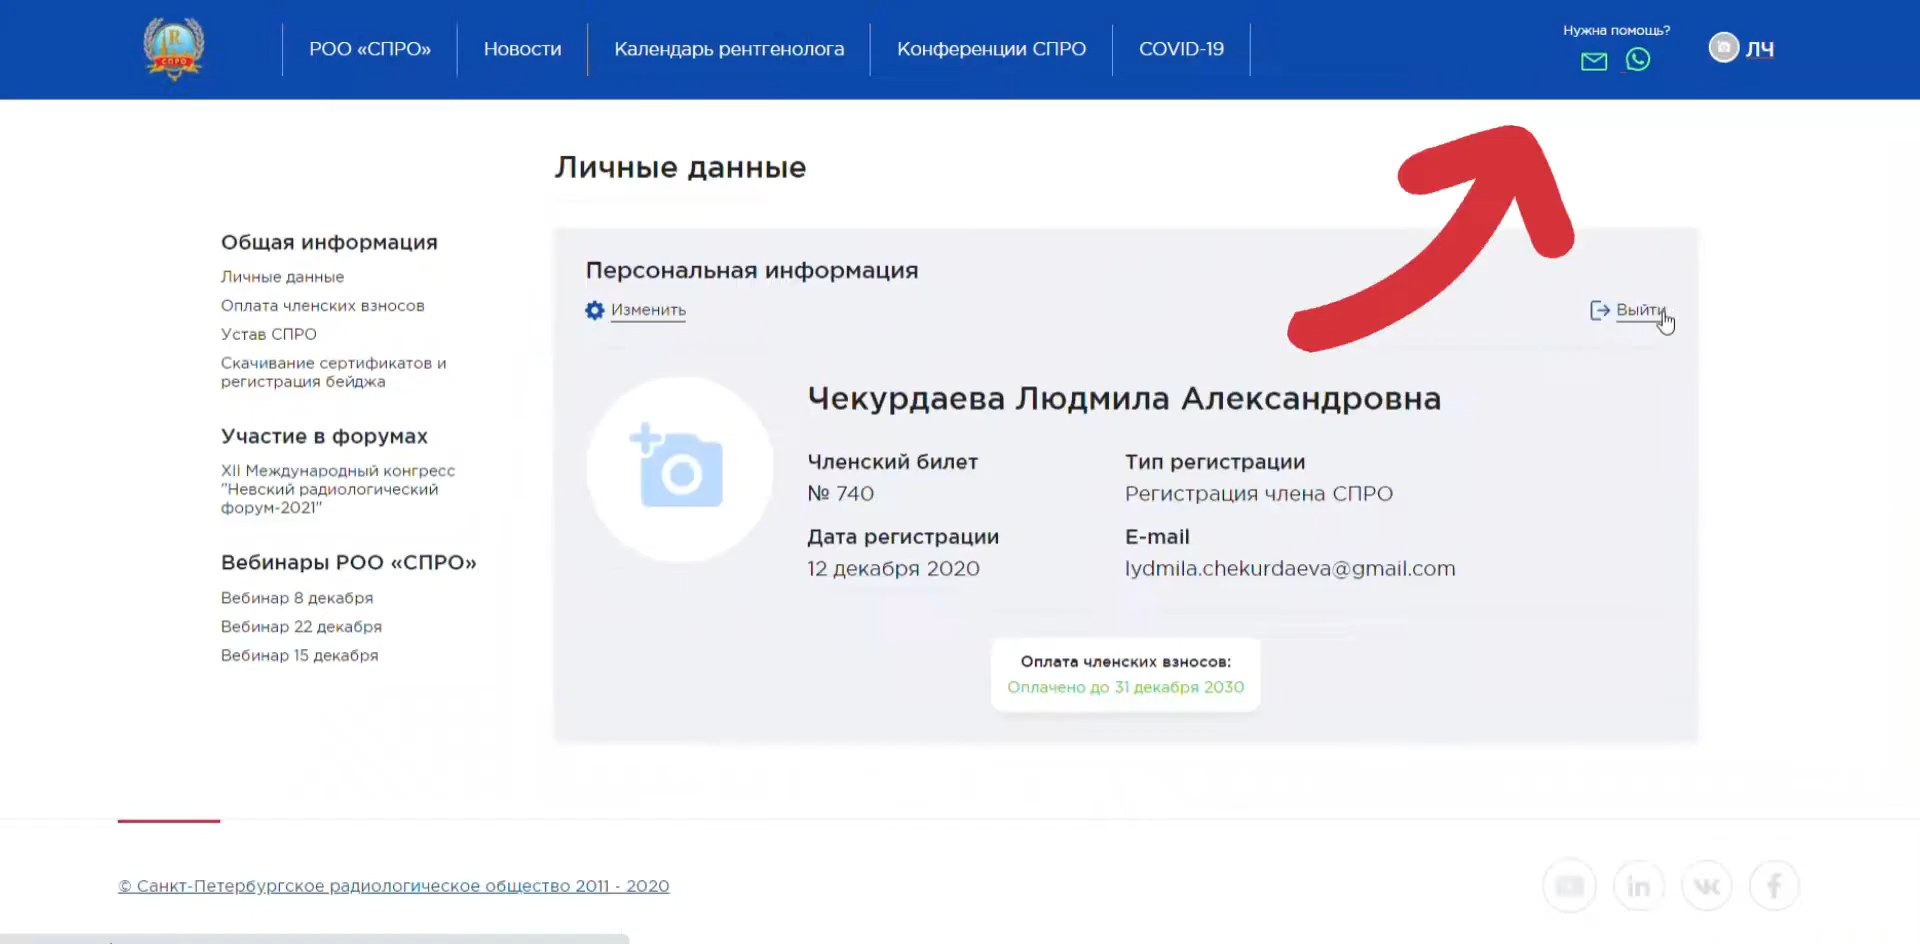 СПРО
РОО «СПРО»
Новости
Календарь рентгенолога
Конференции СПРО
COVID-19
Нужна помощь?
ЛЧ
Личные данные
Общая информация
Личные данные
Оплата членских взносов
Устав СПРО
Скачивание сертификатов и
регистрация бейджа
Участие в форумах
XII Международный конгресс
"Невский радиологический
форум-2021"
Вебинары РОО «СПРО»
Вебинар 8 декабря
Вебинар 22 декабря
Вебинар 15 декабря
Персональная информация
Изменить
Выйти
Чекурдаева Людмила Александровна
Членский билет
№ 740
Тип регистрации
Регистрация члена СПРО
Дата регистрации
12 декабря 2020
E-mail
lydmila.chekurdaeva@gmail.com
Оплата членских взносов:
Оплачено до 31 декабря 2030
© Санкт-Петербургское радиологическое общество 2011 - 2020